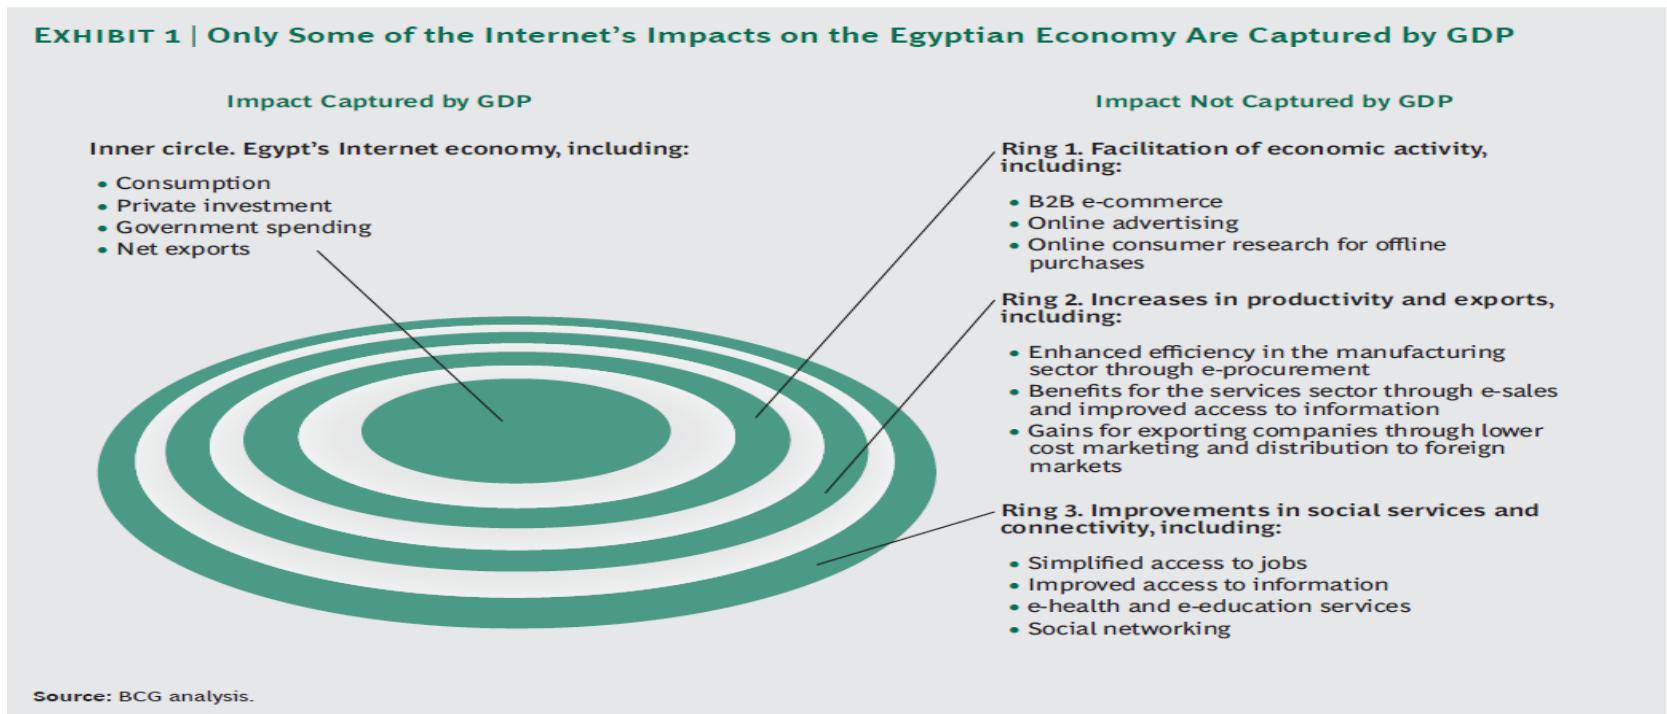 EXHIBIT 1 | Only Some of the Internet's Impacts on the Egyptian Economy Are Captured by GDP
Impact Captured by GDP
Inner circle. Egypt's Internet economy, including:
• Consumption
• Private investment
• Government spending
• Net exports
Impact Not Captured by GDP
Ring 1. Facilitation of economic activity,
including:
• B2B e-commerce
• Online advertising
• Online consumer research for offline
purchases
Ring 2. Increases in productivity and exports,
including:
• Enhanced efficiency in the manufacturing
sector through e-procurement
• Benefits for the services sector through e-sales
and improved access to information
• Gains for exporting companies through lower
cost marketing and distribution to foreign
markets
Ring 3. Improvements in social services and
connectivity, including:
• Simplified access to jobs
• Improved access to information
• e-health and e-education services
• Social networking
Source: BCG analysis.